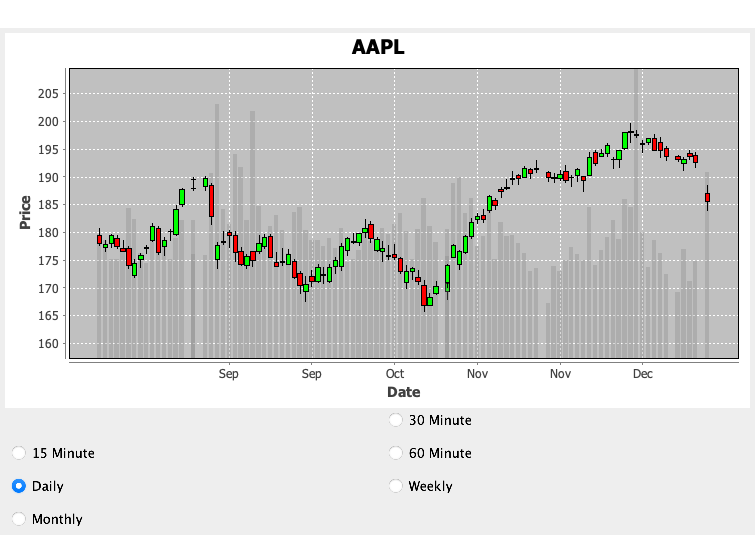 AAPL
205
200
195
190
185
180
175
170
165
160
Price
Sep Sep Oct Nov Nov Dec
Date
30 Minute
15 Minute 60 Minute
Daily Weekly
Monthly